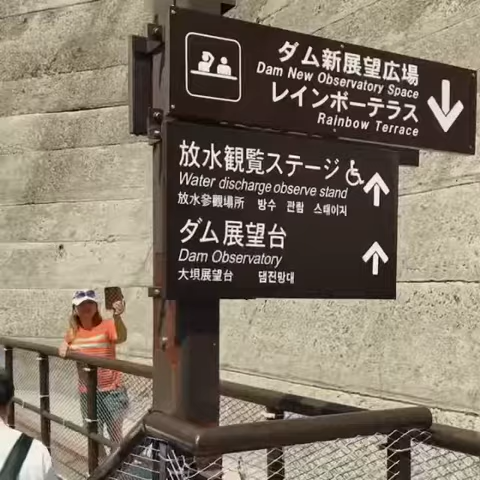 ダム新展望広場
Dam New Observatory Space
レインボーテラス
Rainbow Terrace
放水観覧ステージ
Water discharge observe stand
放水參觀場所 방수 관람 스테이지
ダム展望台
Dam Observatory
大坝展望台 댐전망대